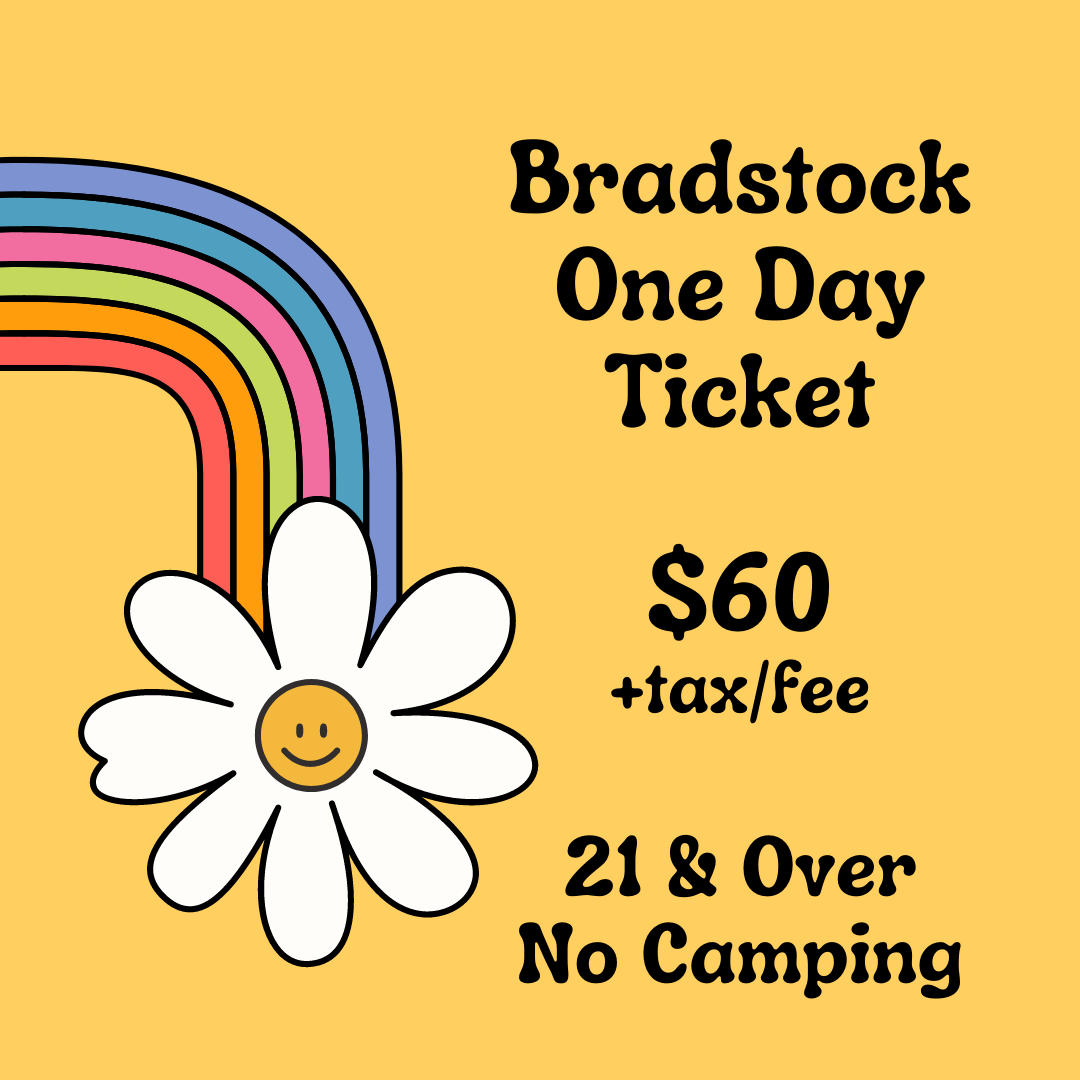 Bradstock
One Day
Ticket
$60
+tax/fee
21 & Over
No Camping